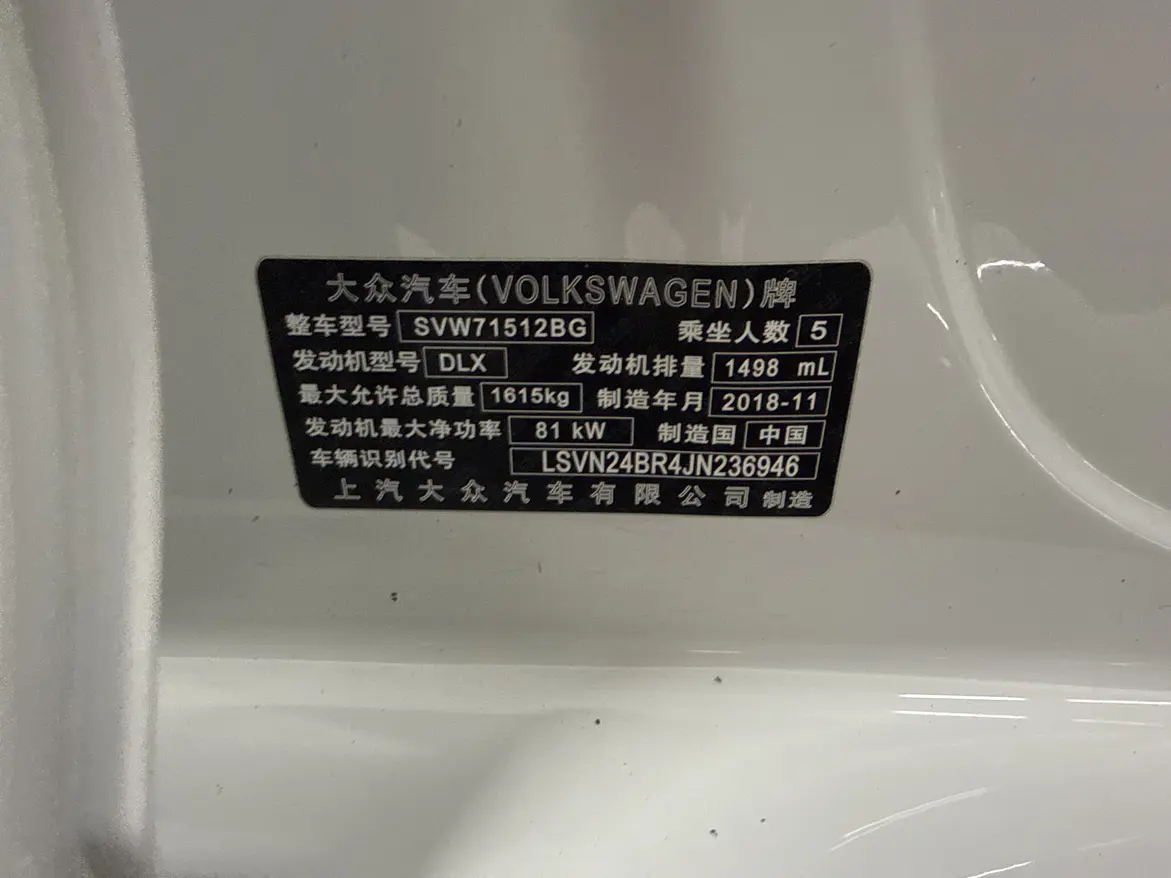 大众汽车(VOLKSWAGEN)牌
整车型号 SVW71512BG 乘坐人数 5
发动机型号 DLX 发动机排量 1498 mL
最大允许总质量 1615kg 制造年月 2018-11
发动机最大净功率 81 kW 制造国 中国
车辆识别代号 LSVN24BR4JN236946
上汽大众汽车有限公司 制造